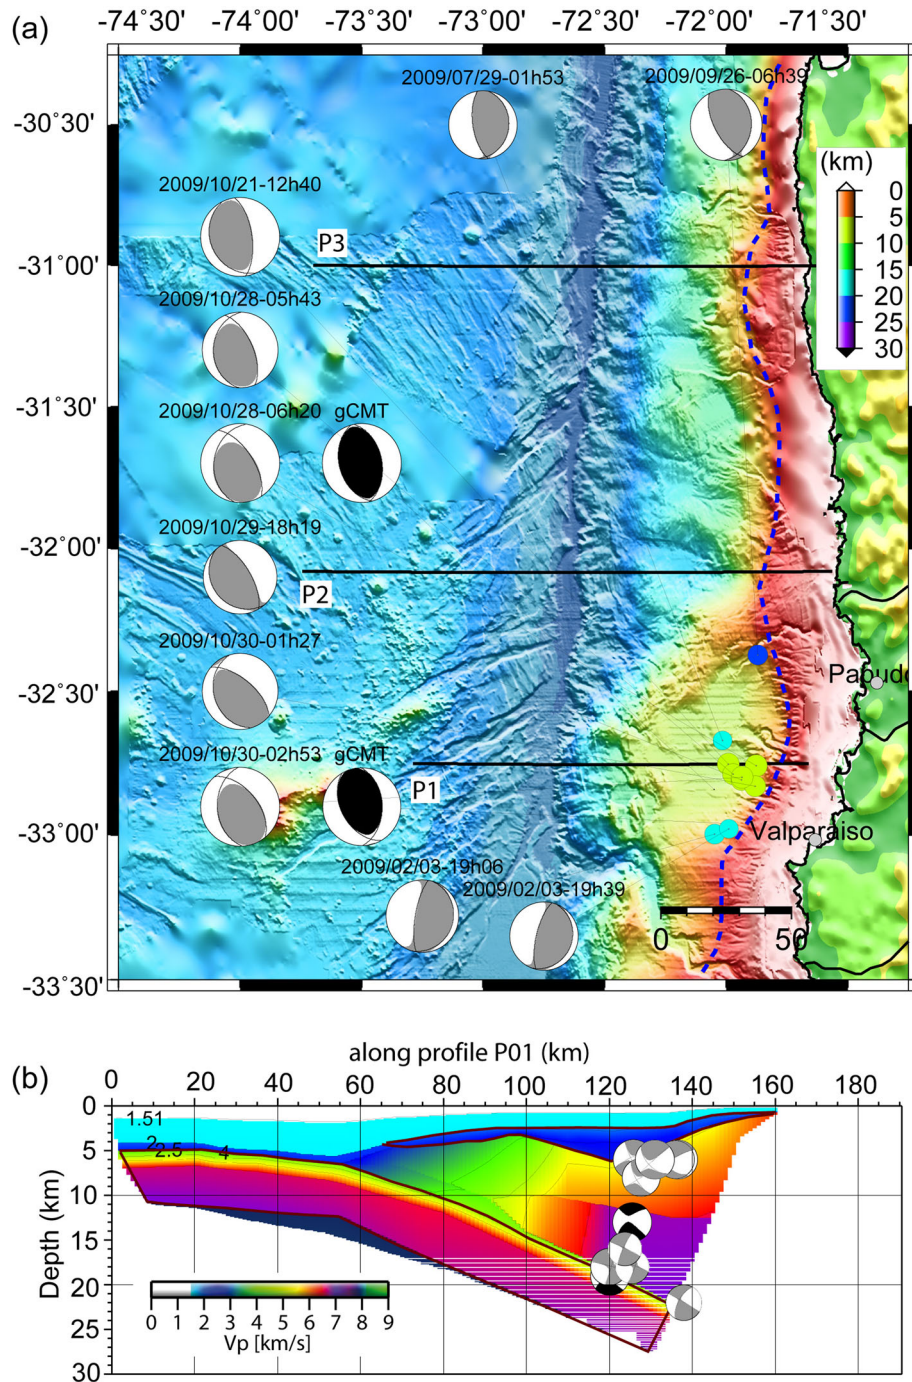 (a)
-74˚30' -74˚00' -73˚30' -73˚00' -72˚30' -72˚00' -71˚30'
2009/07/29-01h53 2009/09/26-06h39
-30˚30'
(km)
0
5
10
15
20
25
30
2009/10/21-12h40
P3
-31˚00'
2009/10/28-05h43
-31˚30'
2009/10/28-06h20 gCMT
2009/10/29-18h19
-32˚00'
P2
2009/10/30-01h27
-32˚30'
Papudo
2009/10/30-02h53 gCMT
P1
-33˚00'
Valparaiso
2009/02/03-19h06
2009/02/03-19h39
0 50
-33˚30'
(b)
along profile P01 (km)
0 20 40 60 80 100 120 140 160 180
0
1.51
2 2.5 4
5
10
15
20
25
30
Depth (km)
0 1 2 3 4 5 6 7 8 9
Vp [km/s]